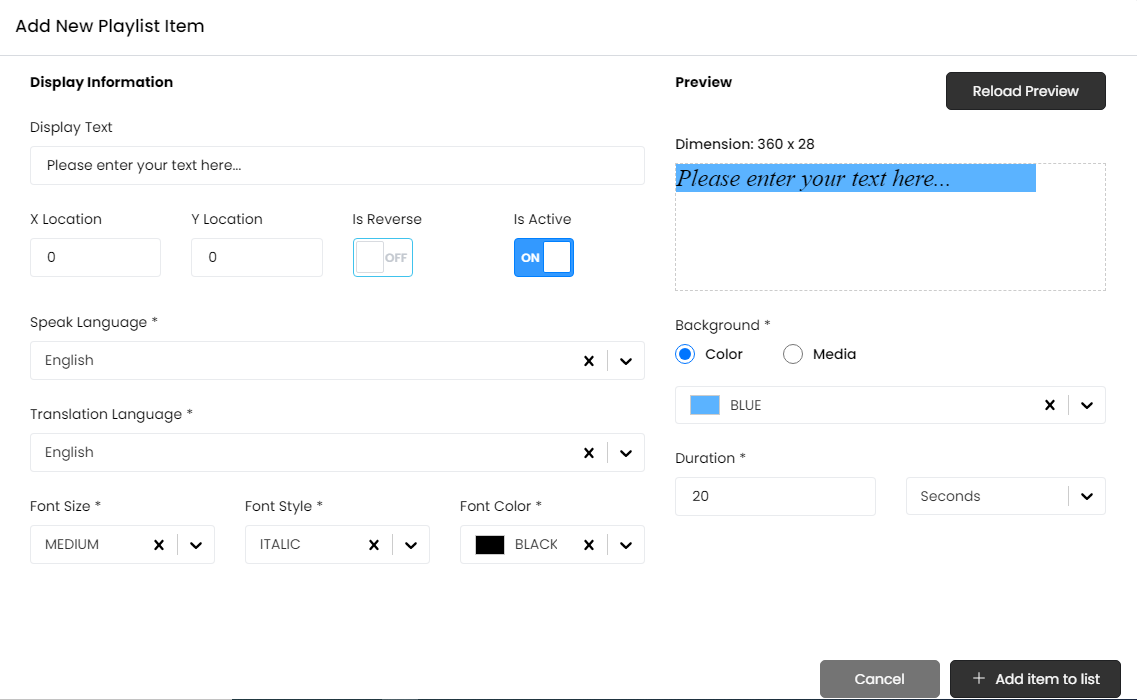 Add New Playlist Item
Display Information
Display Text
Please enter your text here...
X Location Y Location Is Reverse Is Active
0 0 OFF ON
Speak Language *
English
Translation Language *
English
Font Size * Font Style * Font Color *
MEDIUM ITALIC BLACK
Preview
Reload Preview
Dimension: 360 x 28
Please enter your text here...
Background *
Color Media
BLUE
Duration *
20 Seconds
Cancel + Add item to list